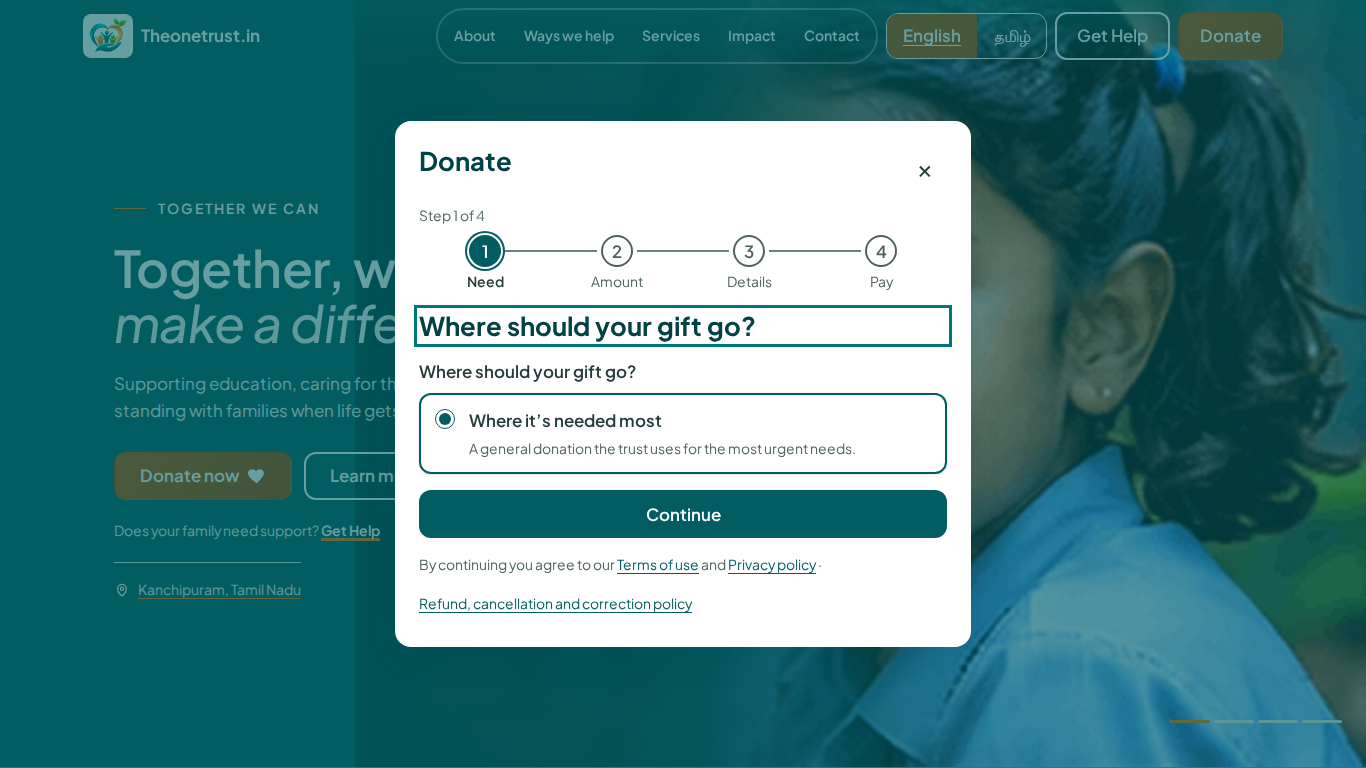 Theonetrust.in
About
Ways we help
Services
Impact
Contact
English
தமிழ்
Get Help
Donate
Donate
✕
Step 1 of 4
1
2
3
4
Need
Amount
Details
Pay
Where should your gift go?
Where should your gift go?
Where it’s needed most
A general donation the trust uses for the most urgent needs.
Continue
By continuing you agree to our Terms of use and Privacy policy ·
Refund, cancellation and correction policy
TOGETHER WE CAN
Together, w
make a diffe
Supporting education, caring for th
standing with families when life gets
Donate now
Learn m
Does your family need support? Get Help
Kanchipuram, Tamil Nadu